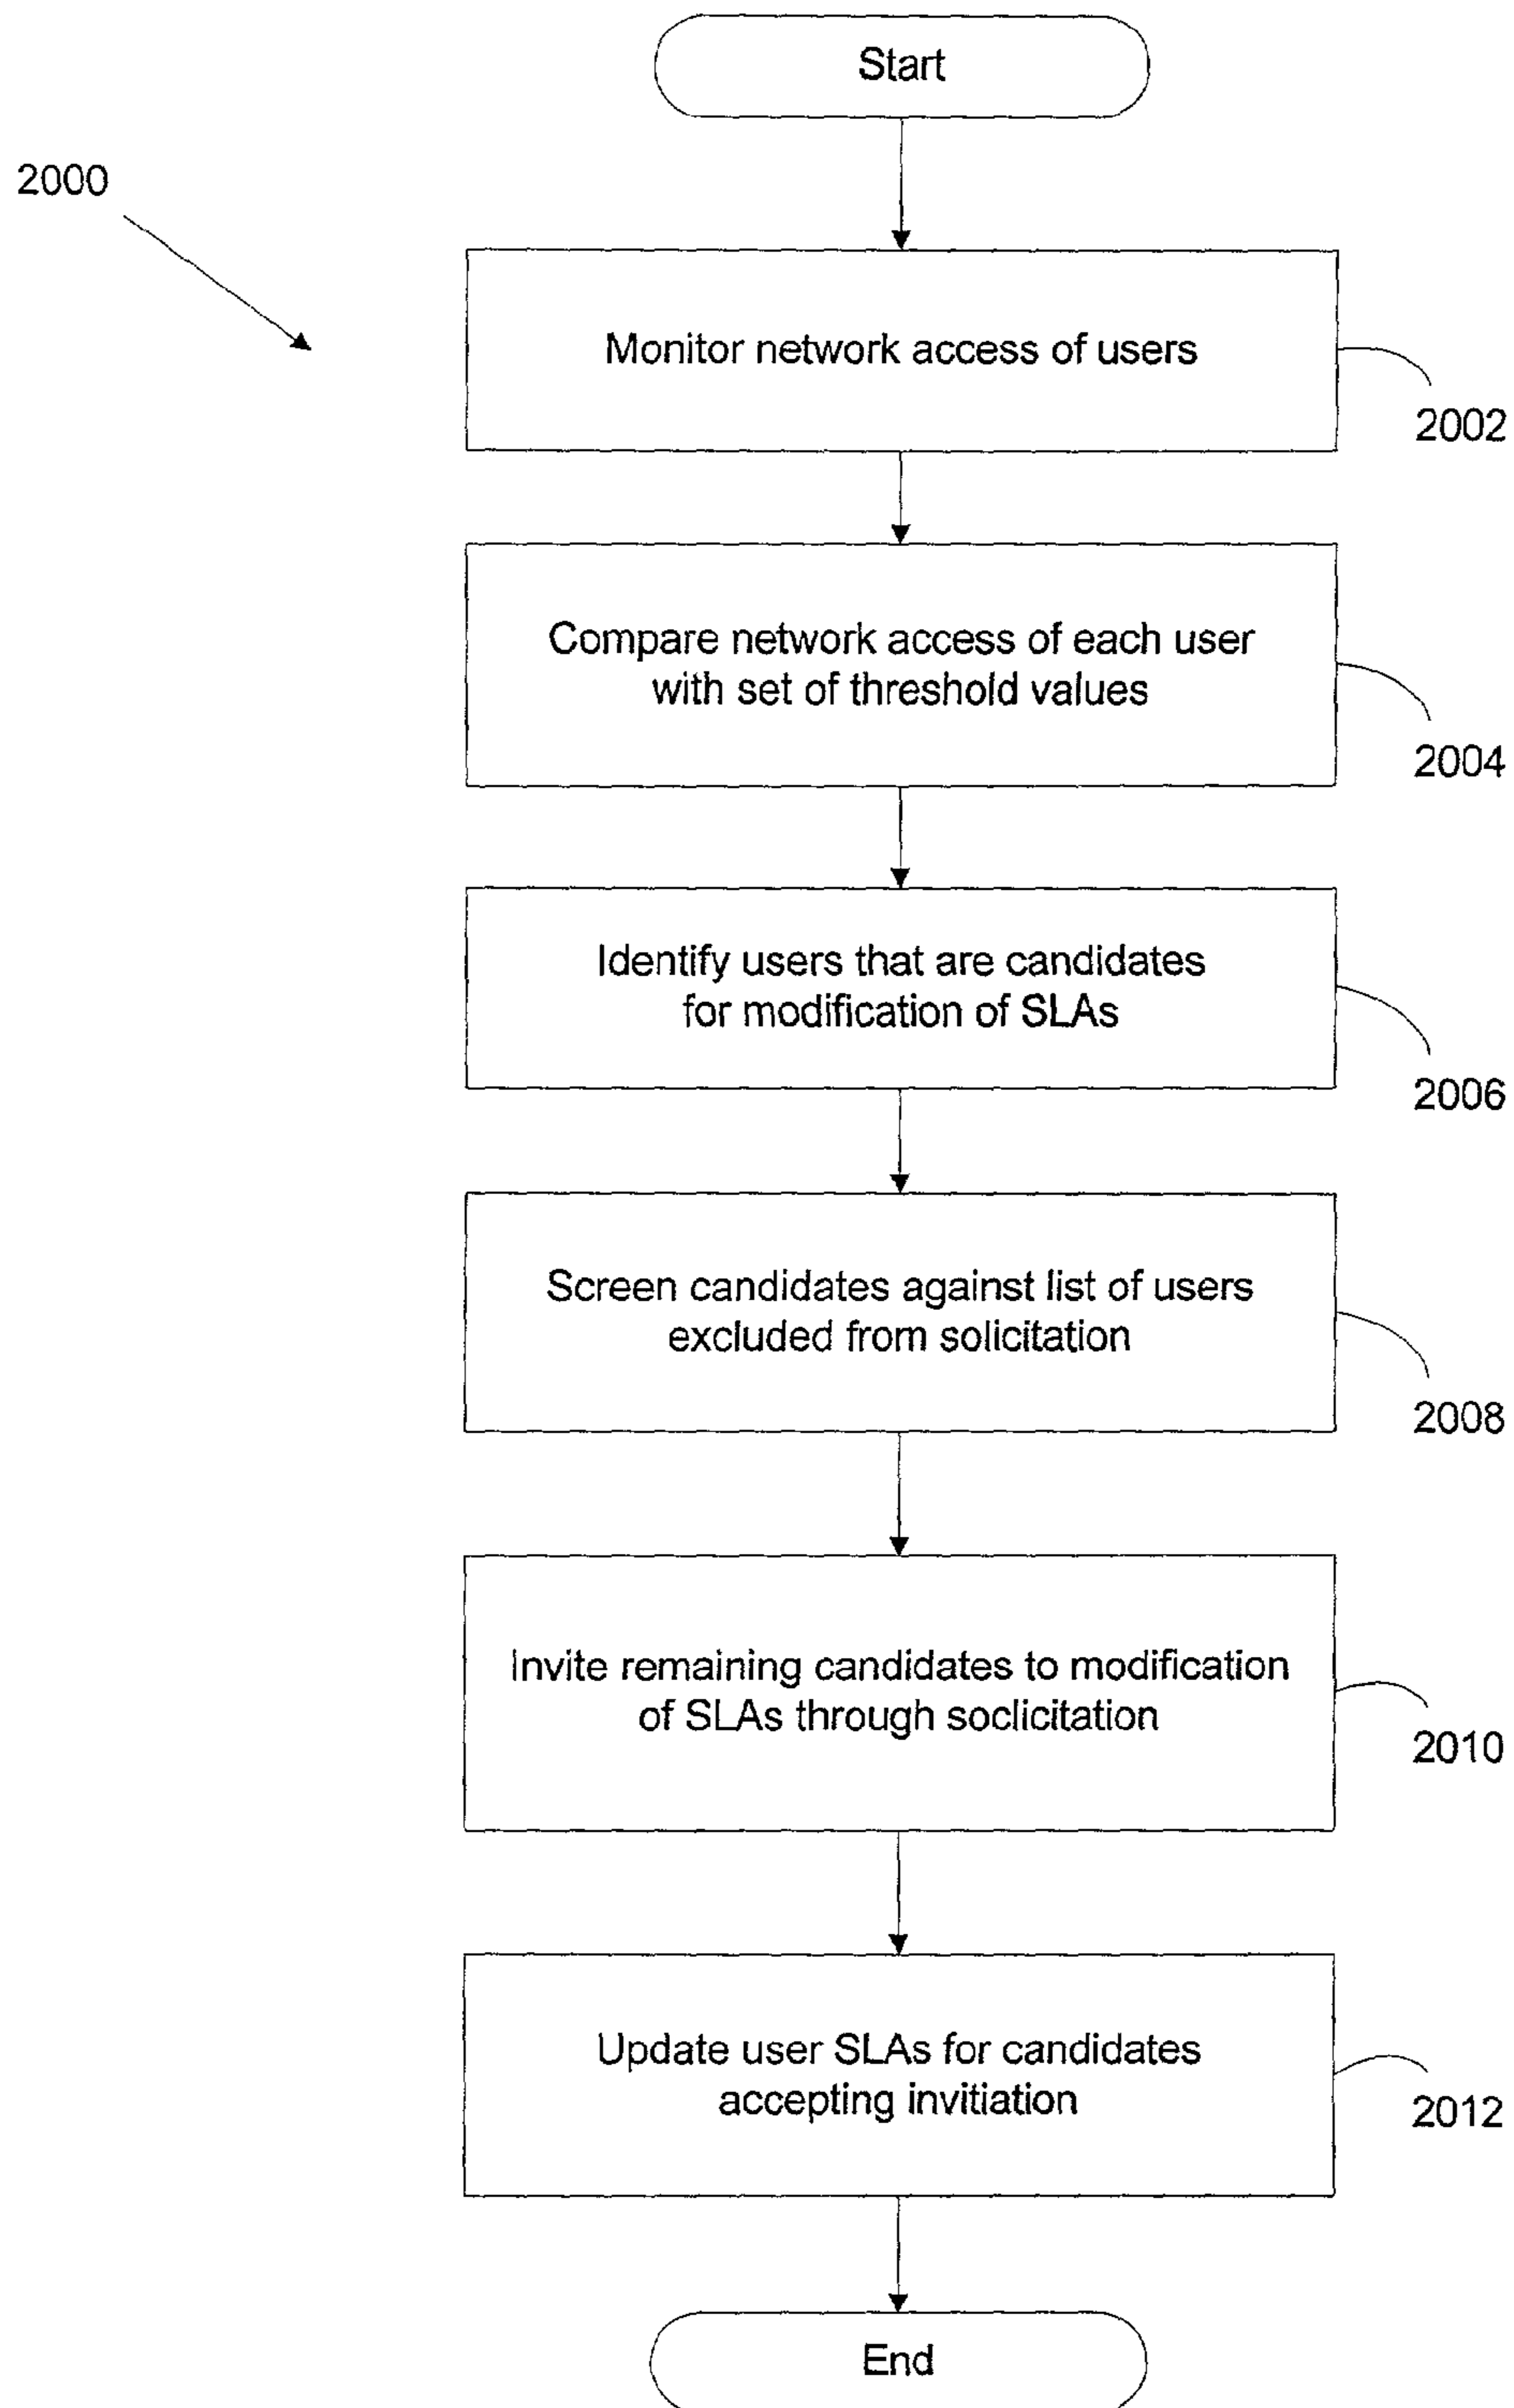 Start
2000
Monitor network access of users
2002
Compare network access of each user
with set of threshold values
2004
Identify users that are candidates
for modification of SLAs
2006
Screen candidates against list of users
excluded from solicitation
2008
Invite remaining candidates to modification
of SLAs through soclicitation
2010
Update user SLAs for candidates
accepting invitiation
2012
End